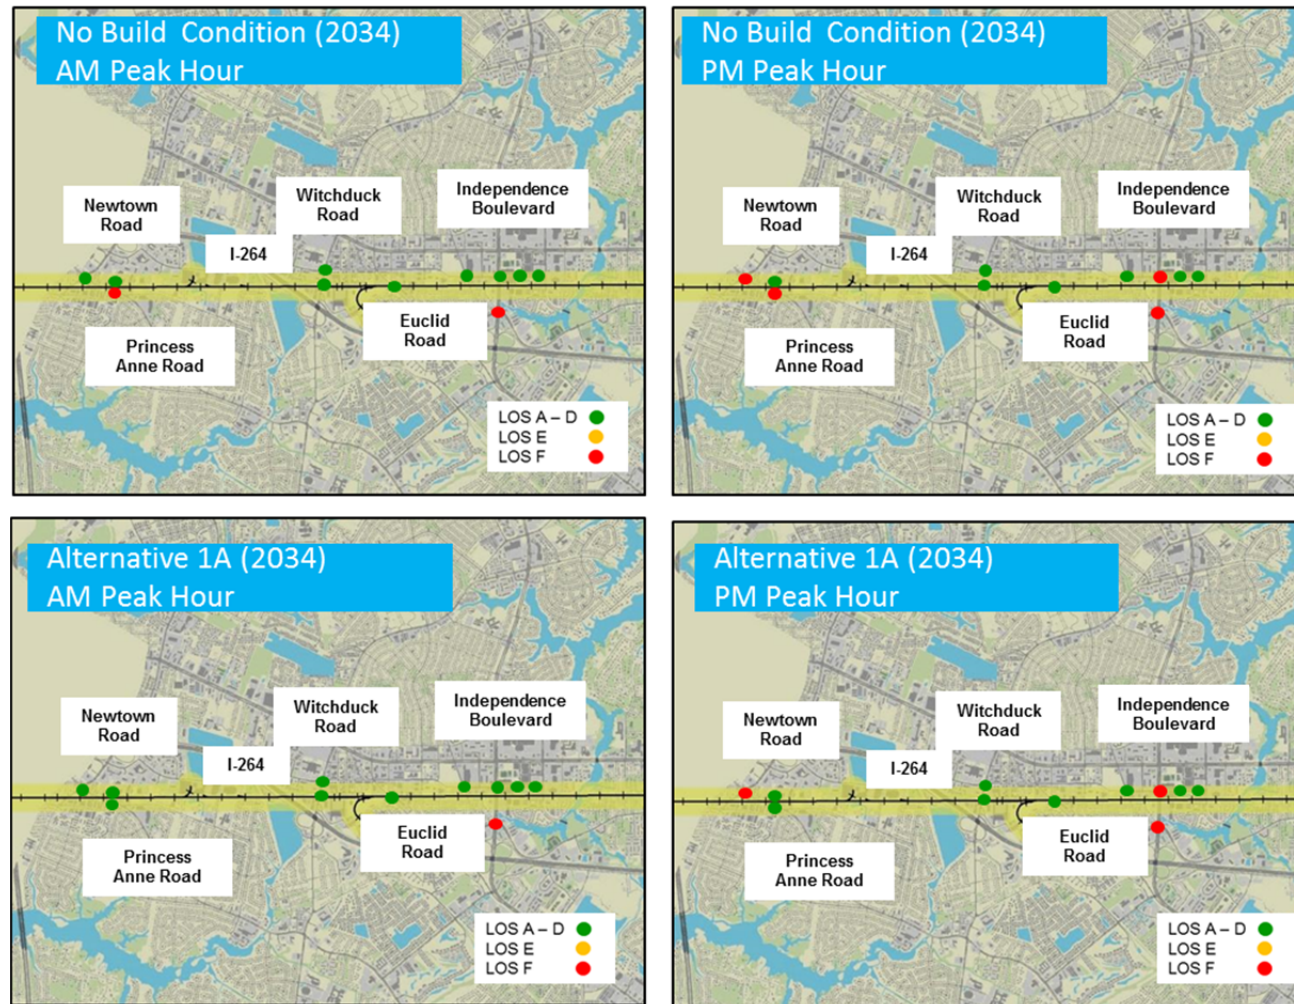 No Build Condition (2034)
AM Peak Hour
Newtown
Road
Witchduck
Road
Independence
Boulevard
I-264
Princess
Anne Road
Euclid
Road
LOS A – D
LOS E
LOS F
No Build Condition (2034)
PM Peak Hour
Newtown
Road
Witchduck
Road
Independence
Boulevard
I-264
Princess
Anne Road
Euclid
Road
LOS A – D
LOS E
LOS F
Alternative 1A (2034)
AM Peak Hour
Newtown
Road
Witchduck
Road
Independence
Boulevard
I-264
Princess
Anne Road
Euclid
Road
LOS A – D
LOS E
LOS F
Alternative 1A (2034)
PM Peak Hour
Newtown
Road
Witchduck
Road
Independence
Boulevard
I-264
Princess
Anne Road
Euclid
Road
LOS A – D
LOS E
LOS F